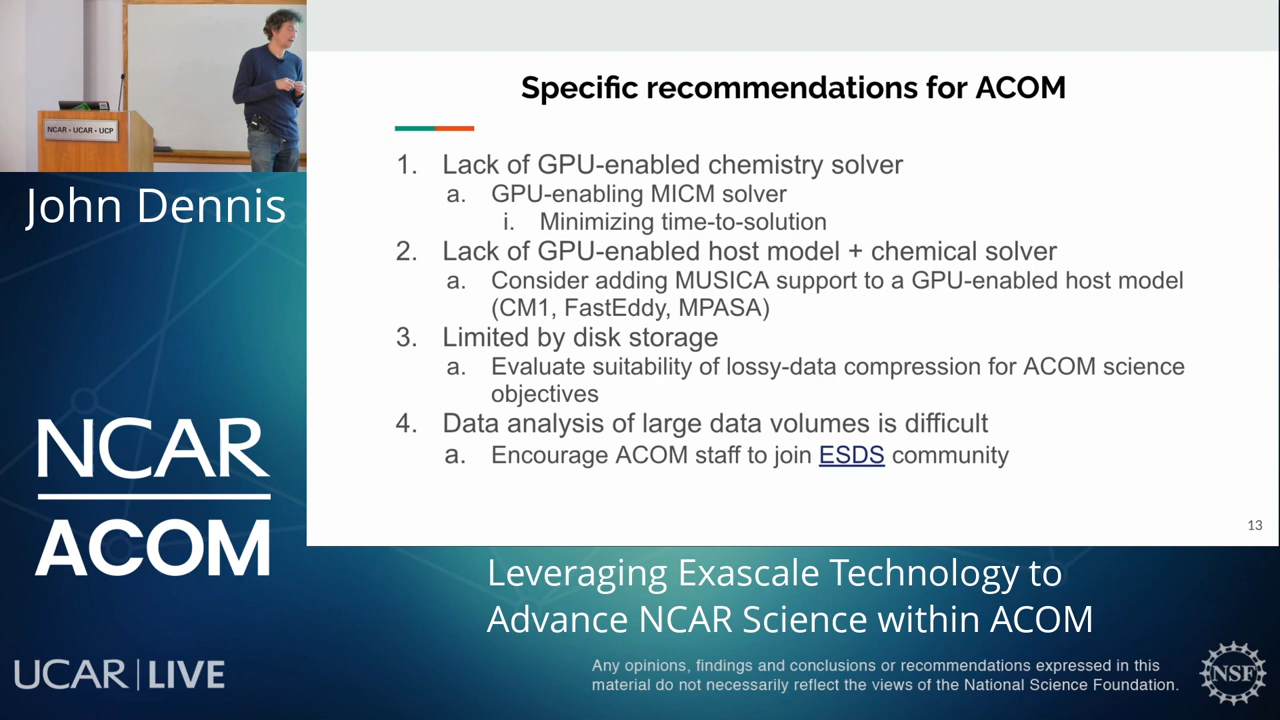 NCAR • UCAR • UCP
John Dennis
NCAR
ACOM
UCAR | LIVE
Specific recommendations for ACOM
1. Lack of GPU-enabled chemistry solver
a. GPU-enabling MICM solver
i. Minimizing time-to-solution
2. Lack of GPU-enabled host model + chemical solver
a. Consider adding MUSICA support to a GPU-enabled host model
(CM1, FastEddy, MPASA)
3. Limited by disk storage
a. Evaluate suitability of lossy-data compression for ACOM science
objectives
4. Data analysis of large data volumes is difficult
a. Encourage ACOM staff to join ESDS community
13
Leveraging Exascale Technology to
Advance NCAR Science within ACOM
Any opinions, findings and conclusions or recommendations expressed in this
material do not necessarily reflect the views of the National Science Foundation.
NSF